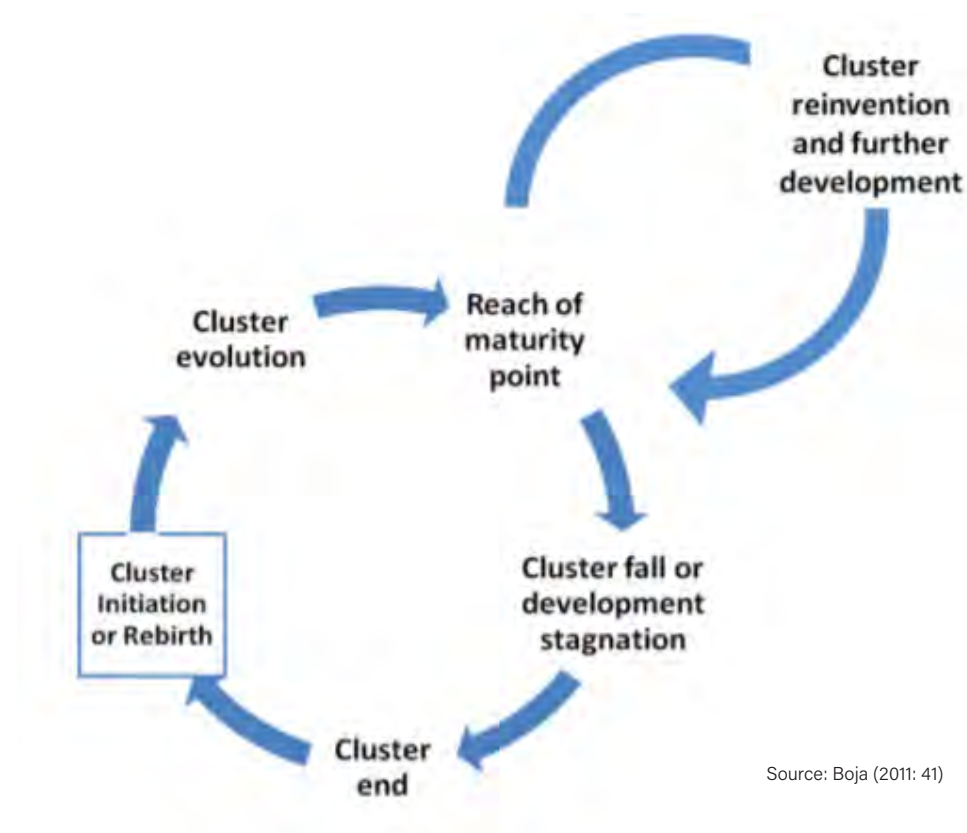 Cluster
reinvention
and further
development
Reach of
maturity
point
Cluster
evolution
Cluster fall or
development
stagnation
Cluster
Initiation
or Rebirth
Cluster
end
Source: Boja (2011: 41)